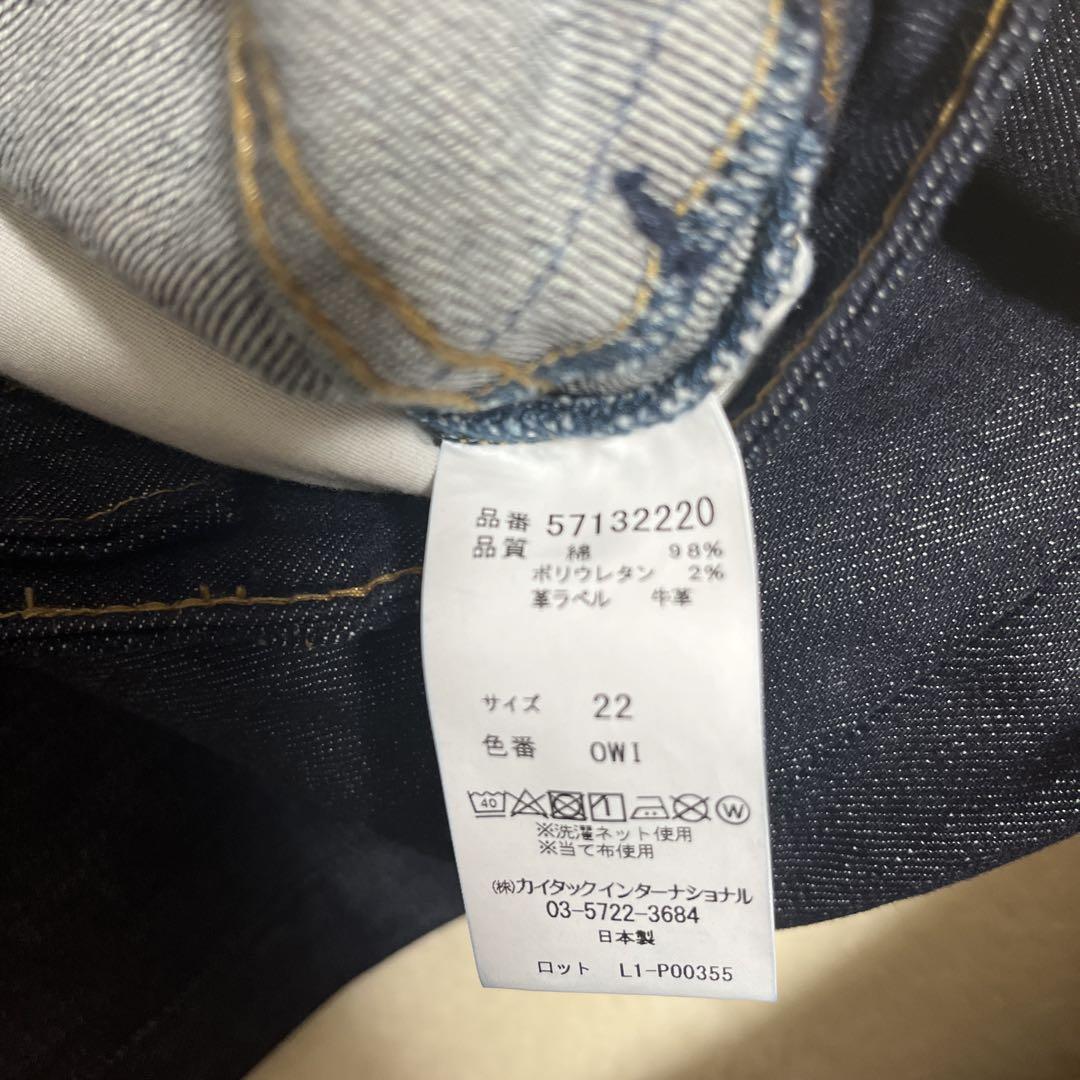 品番 57132220
品質 綿 98%
ポリウレタン 2%
革ラベル 牛革
サイズ 22
色番 OWI
40 W
※洗濯ネット使用
※当て布使用
(株)カイタックインターナショナル
03-5722-3684
日本製
ロット L1-P00355